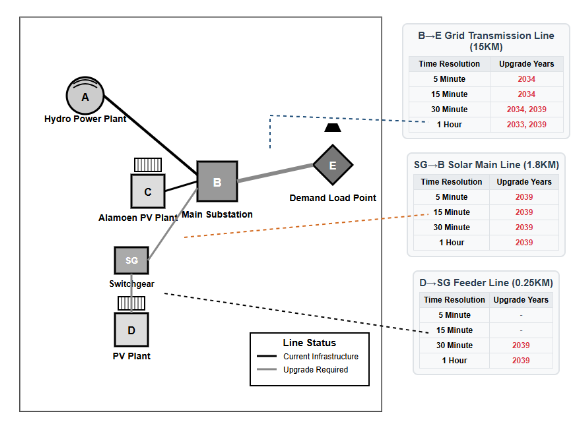 A
Hydro Power Plant
C
Alamoen PV Plant
B
Main Substation
E
Demand Load Point
SG
Switchgear
D
PV Plant
Line Status
Current Infrastructure
Upgrade Required
B→E Grid Transmission Line
(15KM)
Time Resolution Upgrade Years
5 Minute 2034
15 Minute 2034
30 Minute 2034, 2039
1 Hour 2033, 2039
SG→B Solar Main Line (1.8KM)
Time Resolution Upgrade Years
5 Minute 2039
15 Minute 2039
30 Minute 2039
1 Hour 2039
D→SG Feeder Line (0.25KM)
Time Resolution Upgrade Years
5 Minute -
15 Minute -
30 Minute 2039
1 Hour 2039